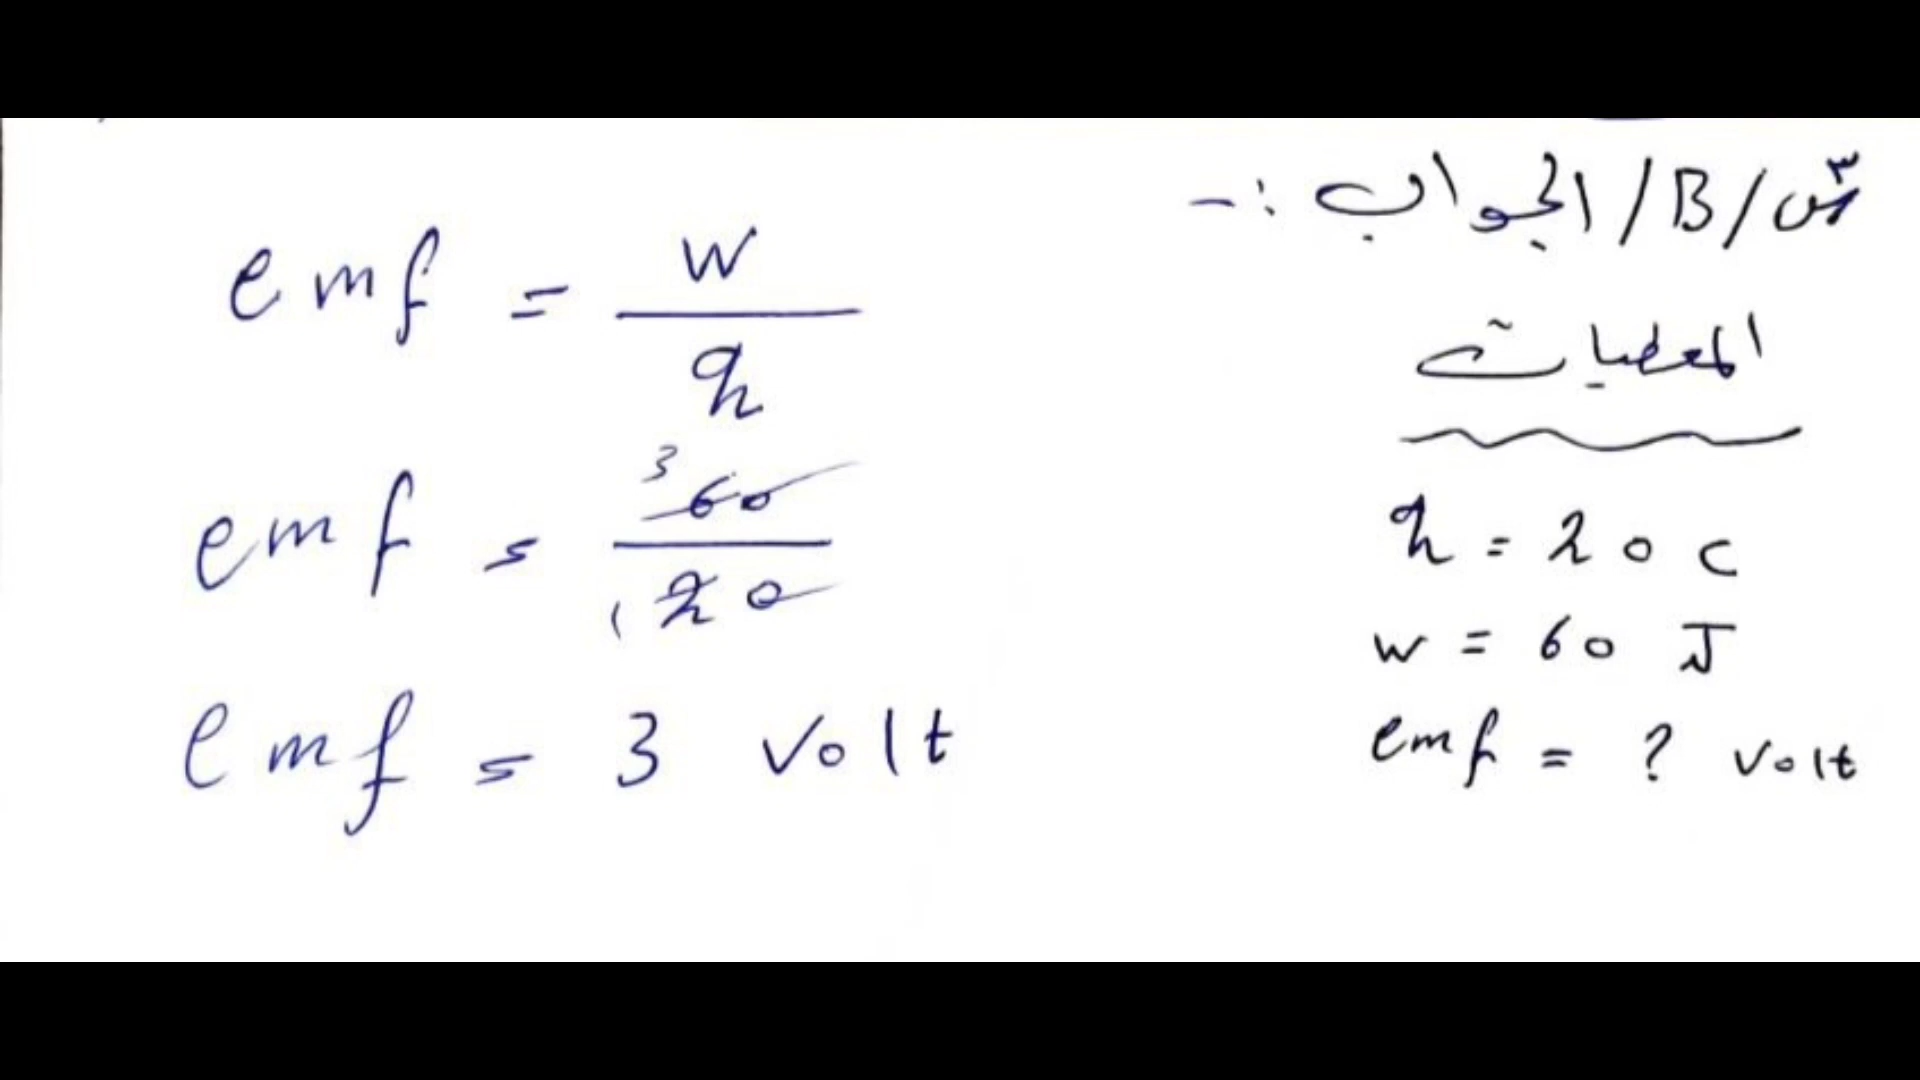 س٣/B/الجواب :-
المعطيات
q = 20 C
w = 60 J
emf = ? volt
emf = w / q
emf = 3 60 / 1 20
emf = 3 volt